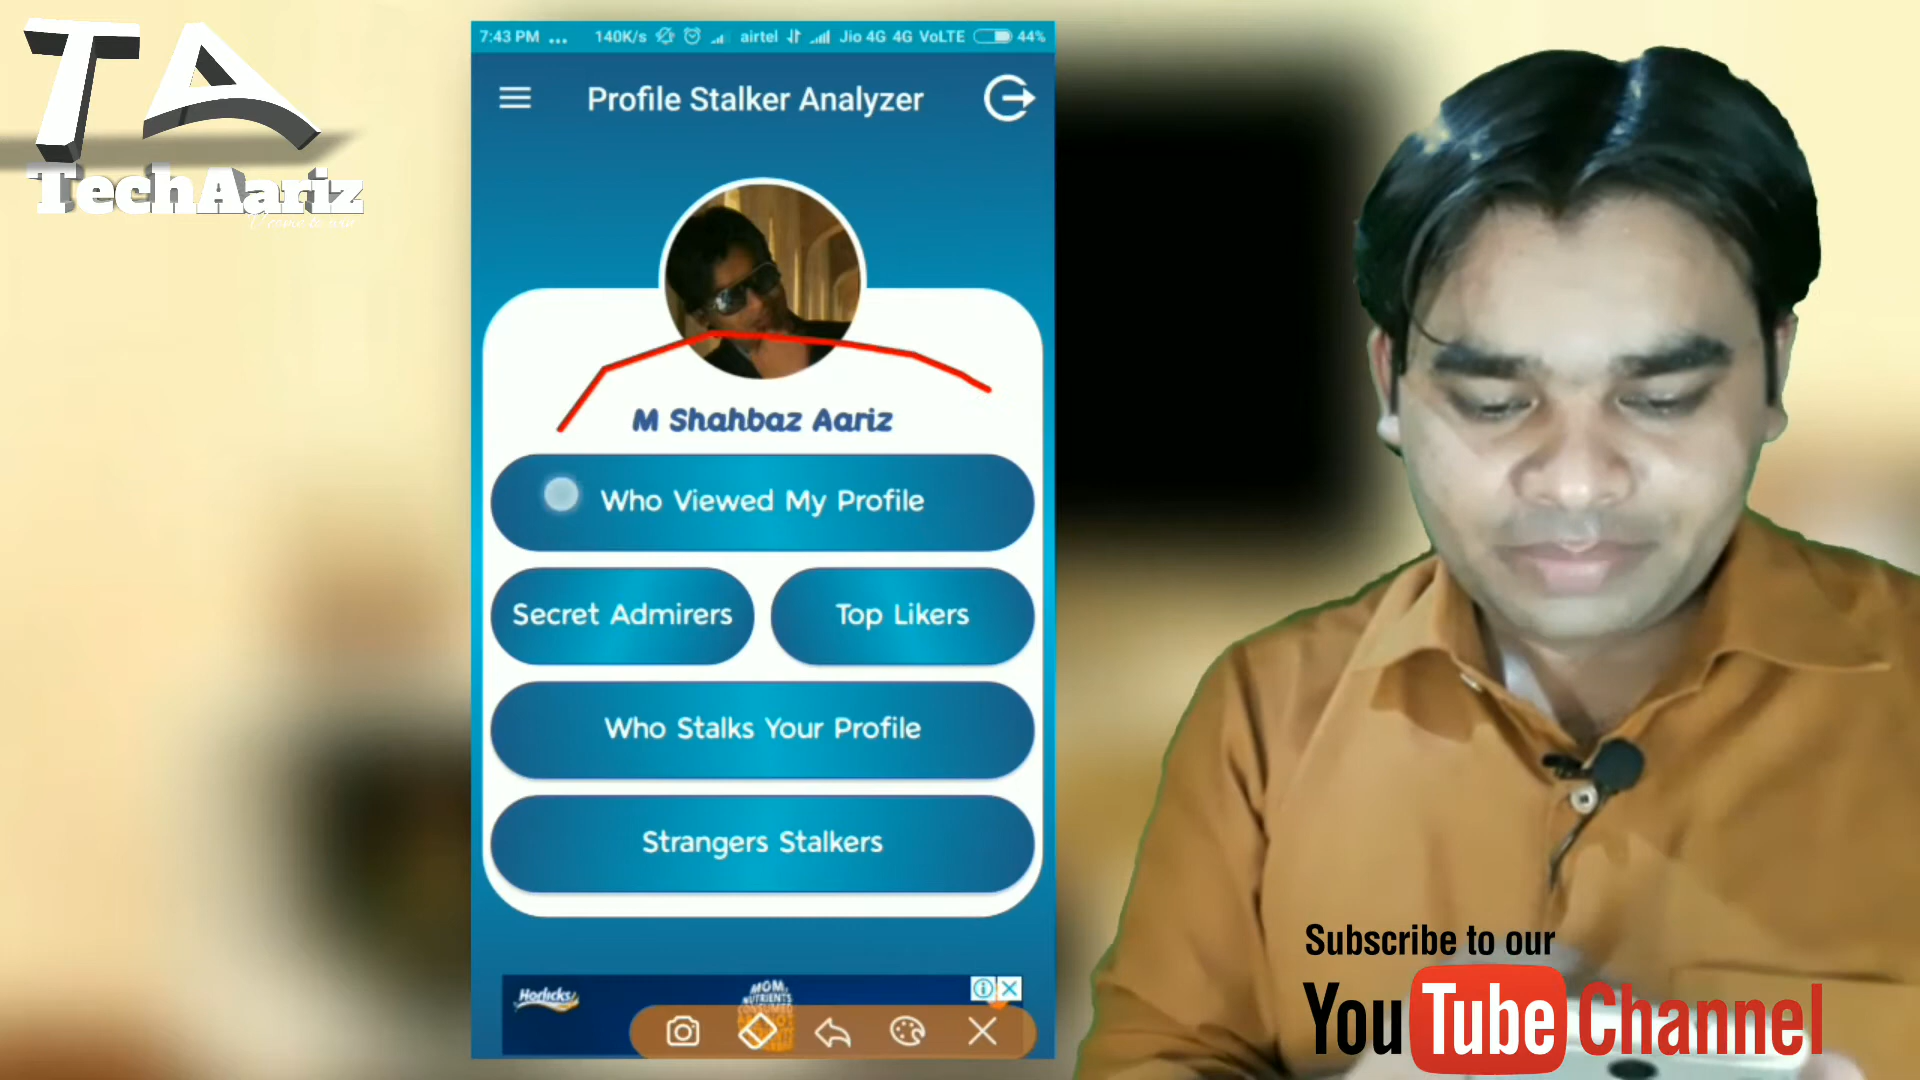 TA
TechAariz
7:43 PM ... 140K/s airtel Jio 4G 4G VoLTE 44%
Profile Stalker Analyzer
M Shahbaz Aariz
Who Viewed My Profile
Secret Admirers
Top Likers
Who Stalks Your Profile
Strangers Stalkers
Horlicks
MOM,
NUTRIENTS
Subscribe to our
YouTube Channel